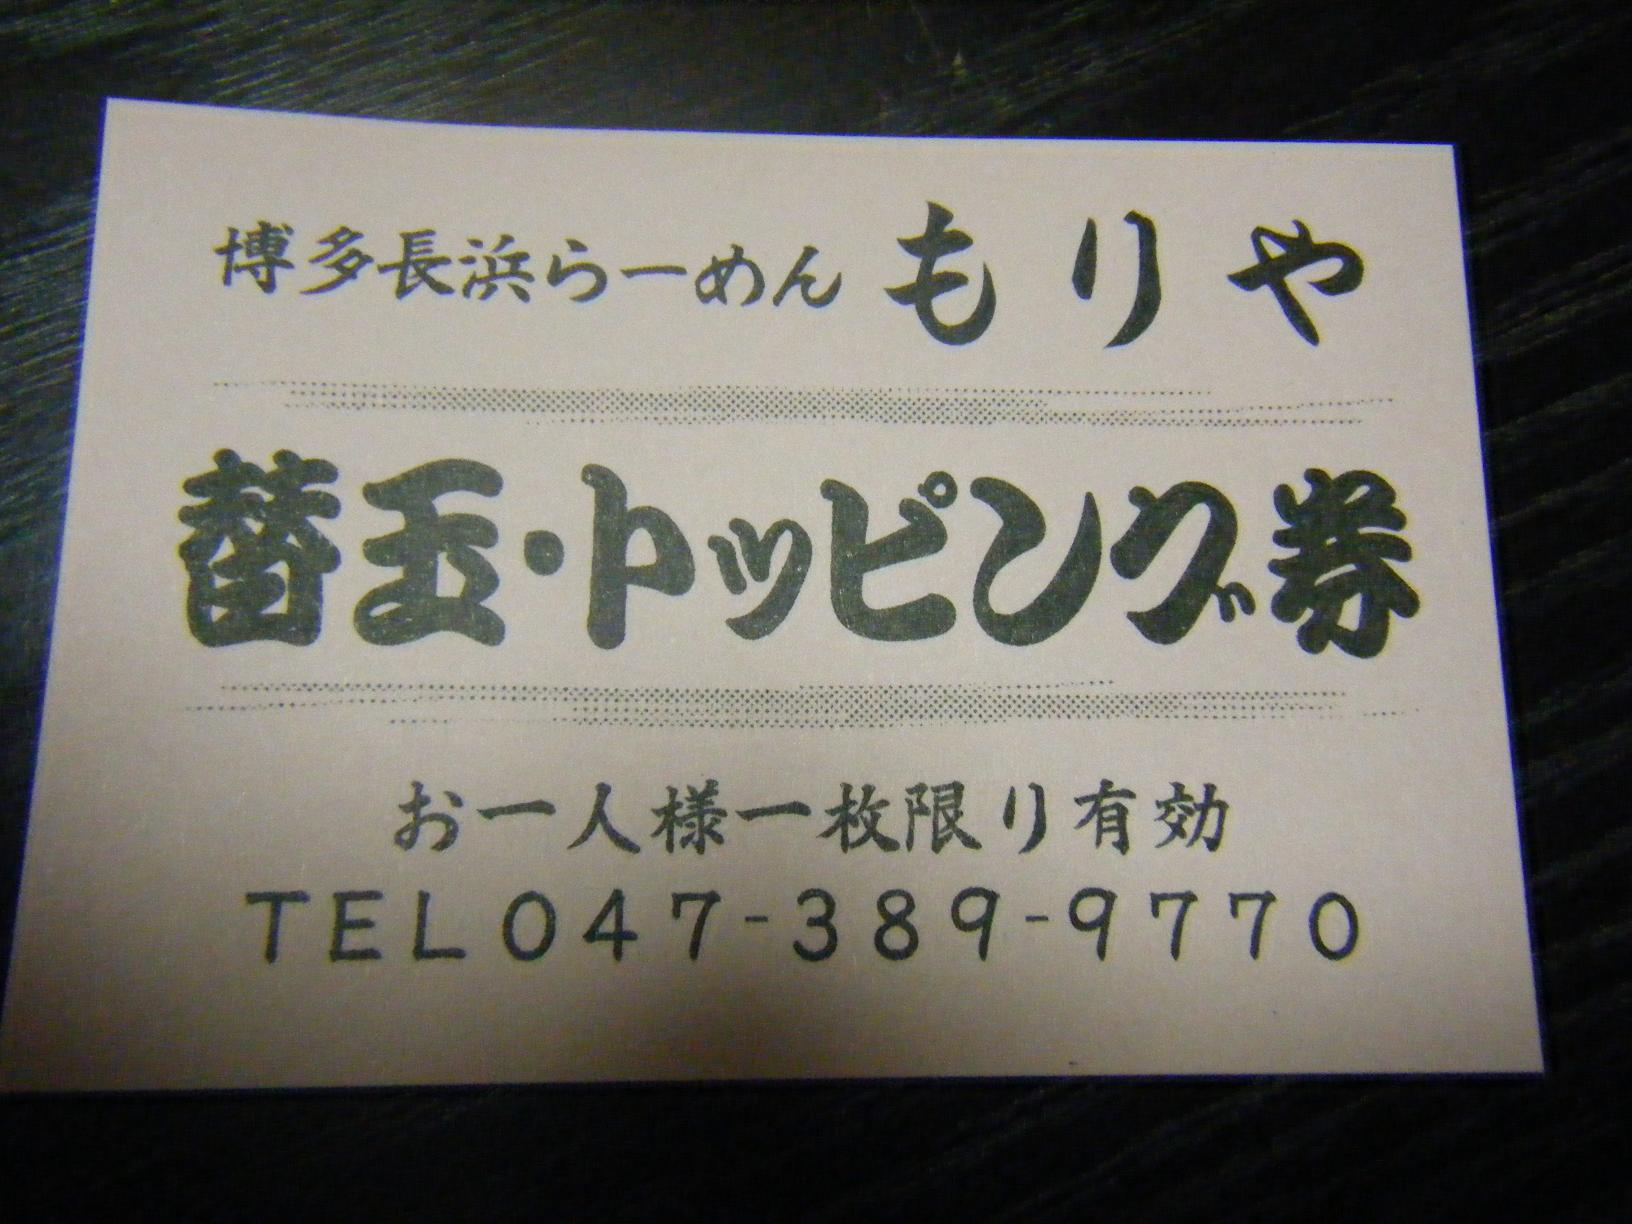 博多長浜らーめん もりや
替玉・トッピング券
お一人様一枚限り有効
TEL047-389-9770